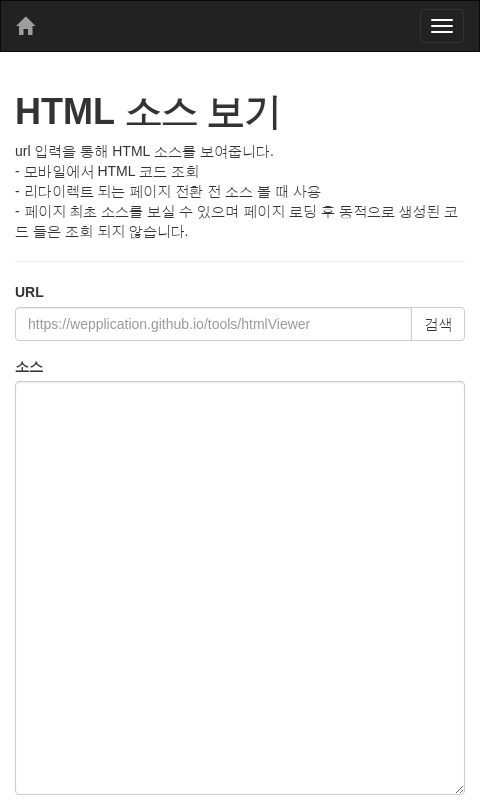 HTML 소스 보기
url 입력을 통해 HTML 소스를 보여줍니다.
- 모바일에서 HTML 코드 조회
- 리다이렉트 되는 페이지 전환 전 소스 볼 때 사용
- 페이지 최초 소스를 보실 수 있으며 페이지 로딩 후 동적으로 생성된 코
드 들은 조회 되지 않습니다.
URL
https://wepplication.github.io/tools/htmlViewer 검색
소스